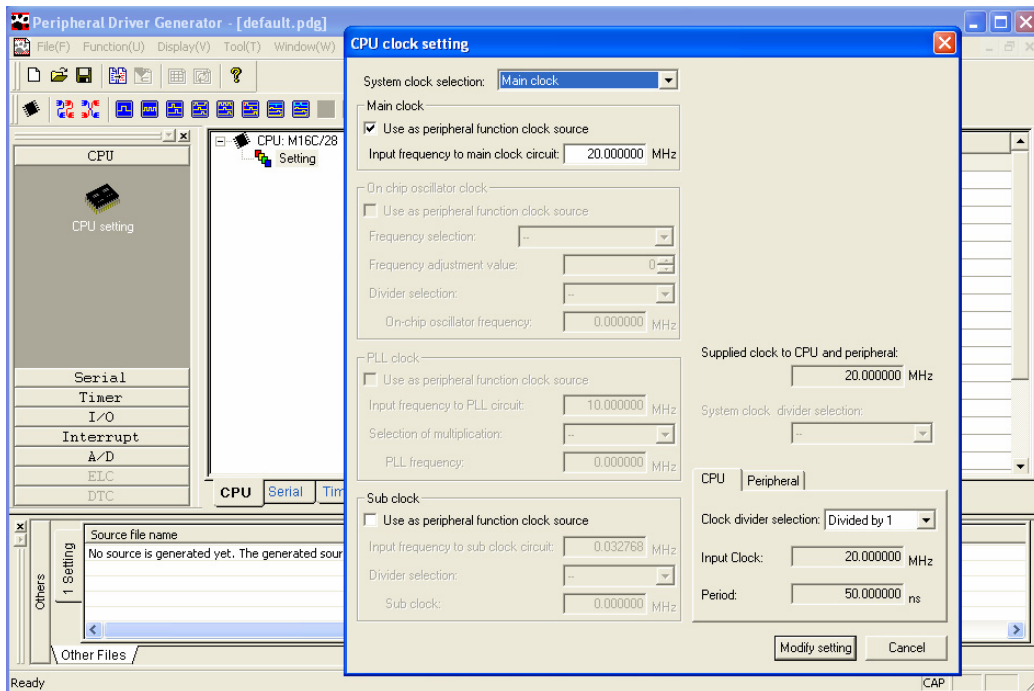 Peripheral Driver Generator - [default.pdg]
File(F) Function(U) Display(V) Tool(T) Window(W)
CPU
CPU setting
Serial
Timer
I/O
Interrupt
A/D
ELC
DTC
CPU: M16C/28
Setting
CPU Serial Tim
Others
1 Setting
Source file name
No source is generated yet. The generated sour
Other Files
Ready
CAP
CPU clock setting
System clock selection: Main clock
Main clock
Use as peripheral function clock source
Input frequency to main clock circuit: 20.000000 MHz
On chip oscillator clock
Use as peripheral function clock source
Frequency selection: --
Frequency adjustment value: 0
Divider selection: --
On-chip oscillator frequency: 0.000000 MHz
PLL clock
Use as peripheral function clock source
Input frequency to PLL circuit: 10.000000 MHz
Selection of multiplication: --
PLL frequency: 0.000000 MHz
Sub clock
Use as peripheral function clock source
Input frequency to sub clock circuit: 0.032768 MHz
Divider selection: --
Sub clock: 0.000000 MHz
Supplied clock to CPU and peripheral:
20.000000 MHz
System clock divider selection:
--
CPU Peripheral
Clock divider selection: Divided by 1
Input Clock: 20.000000 MHz
Period: 50.000000 ns
Modify setting Cancel